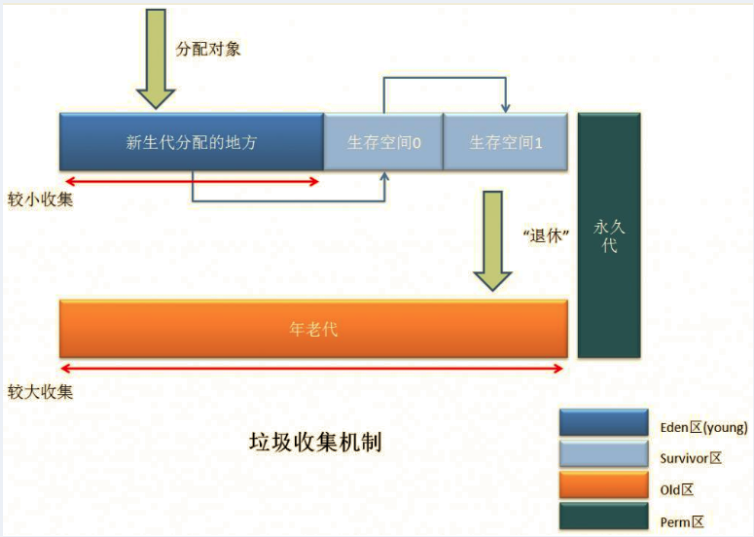 分配对象
新生代分配的地方
生存空间0
生存空间1
较小收集
“退休”
永久
代
年老代
较大收集
垃圾收集机制
Eden区(young)
Survivor区
Old区
Perm区